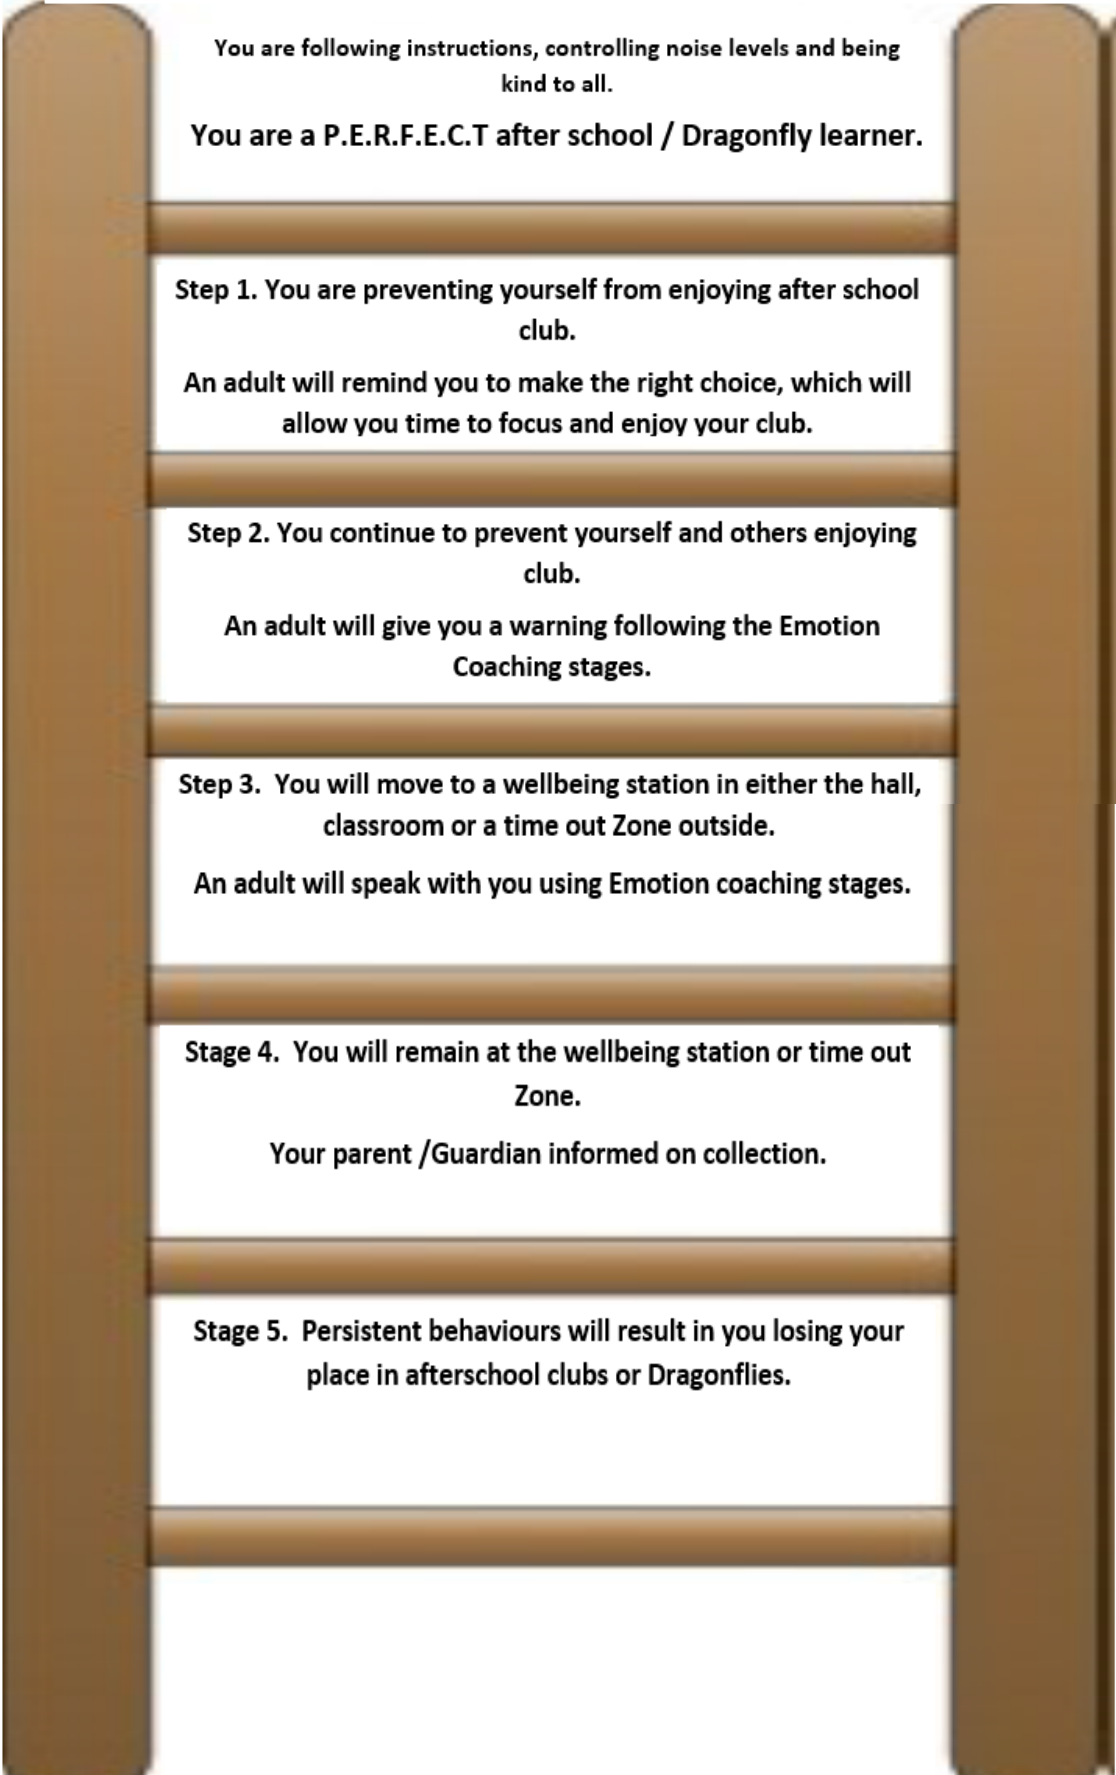 You are following instructions, controlling noise levels and being
kind to all.
You are a P.E.R.F.E.C.T after school / Dragonfly learner.
Step 1. You are preventing yourself from enjoying after school
club.
An adult will remind you to make the right choice, which will
allow you time to focus and enjoy your club.
Step 2. You continue to prevent yourself and others enjoying
club.
An adult will give you a warning following the Emotion
Coaching stages.
Step 3.  You will move to a wellbeing station in either the hall,
classroom or a time out Zone outside.
An adult will speak with you using Emotion coaching stages.
Stage 4.  You will remain at the wellbeing station or time out
Zone.
Your parent /Guardian informed on collection.
Stage 5.  Persistent behaviours will result in you losing your
place in afterschool clubs or Dragonflies.